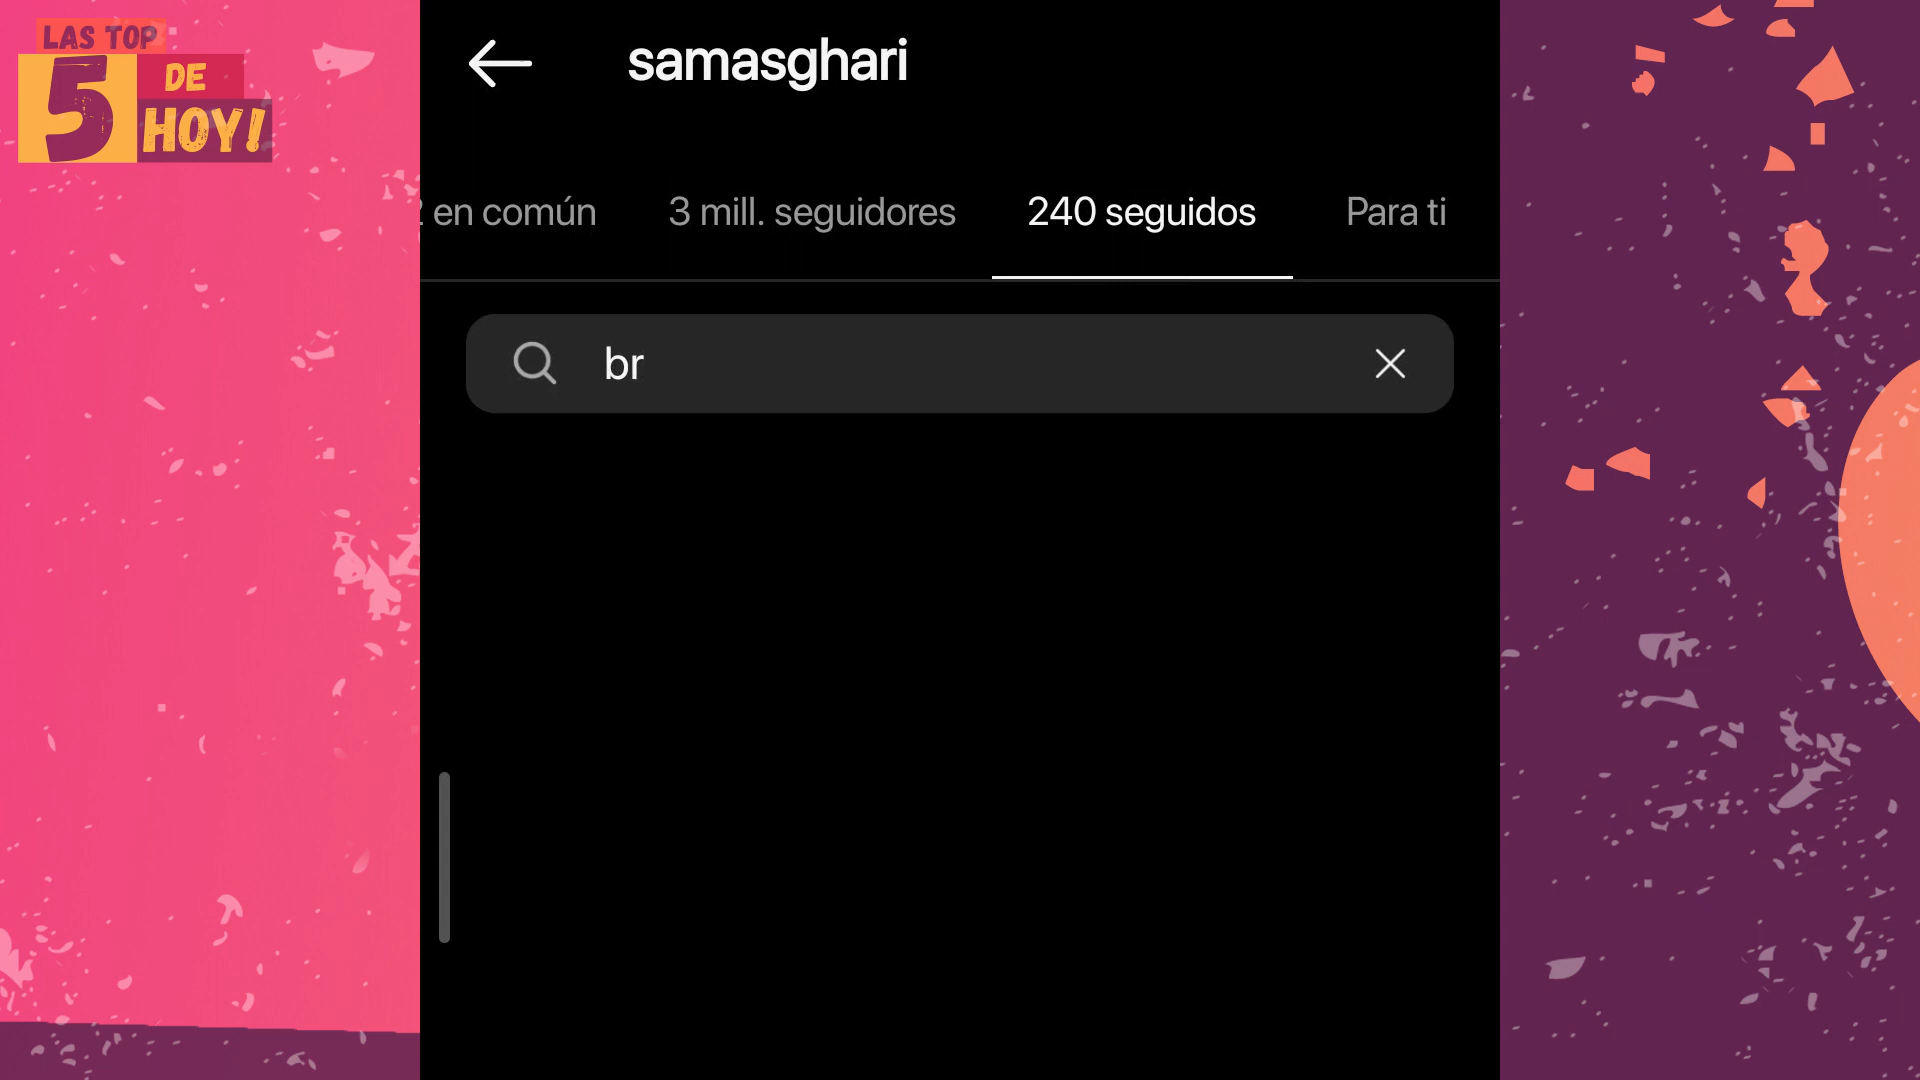 LAS TOP
5 DE
HOY!
samasghari
en común 3 mill. seguidores 240 seguidos Para ti
br